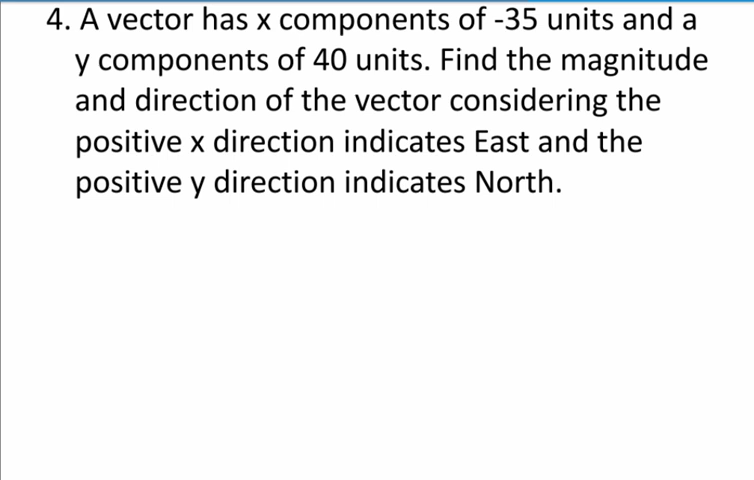 4. A vector has x components of -35 units and a
y components of 40 units. Find the magnitude
and direction of the vector considering the
positive x direction indicates East and the
positive y direction indicates North.